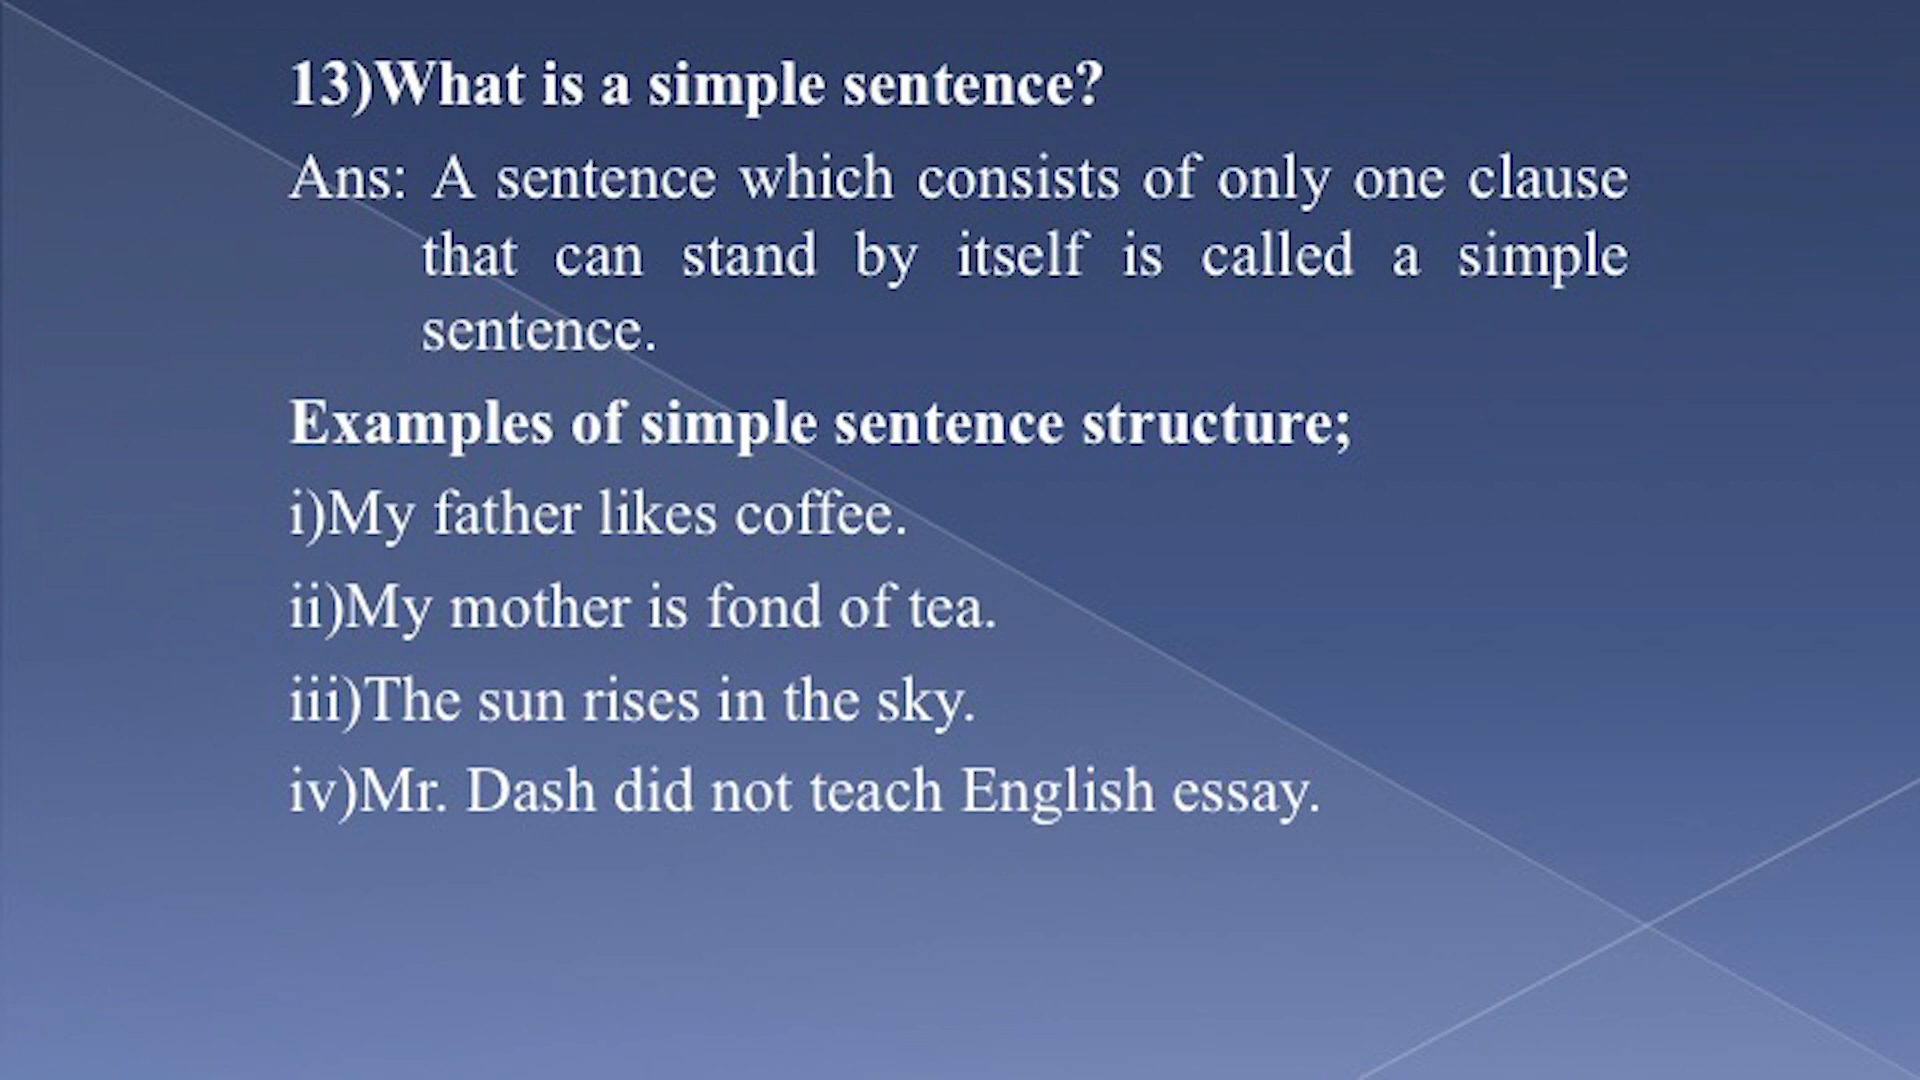 13)What is a simple sentence?
Ans: A sentence which consists of only one clause
that can stand by itself is called a simple
sentence.
Examples of simple sentence structure;
i)My father likes coffee.
ii)My mother is fond of tea.
iii)The sun rises in the sky.
iv)Mr. Dash did not teach English essay.